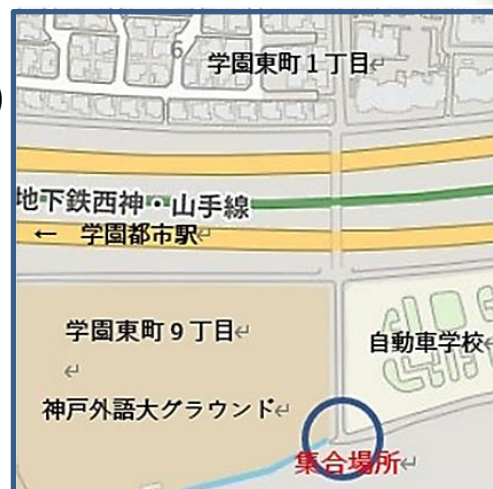 6
学園東町1丁目↵
地下鉄西神・山手線
← 学園都市駅↵
学園東町9丁目↵
↵
自動車学校↵
神戸外語大グラウンド↵
集合場所↵
)